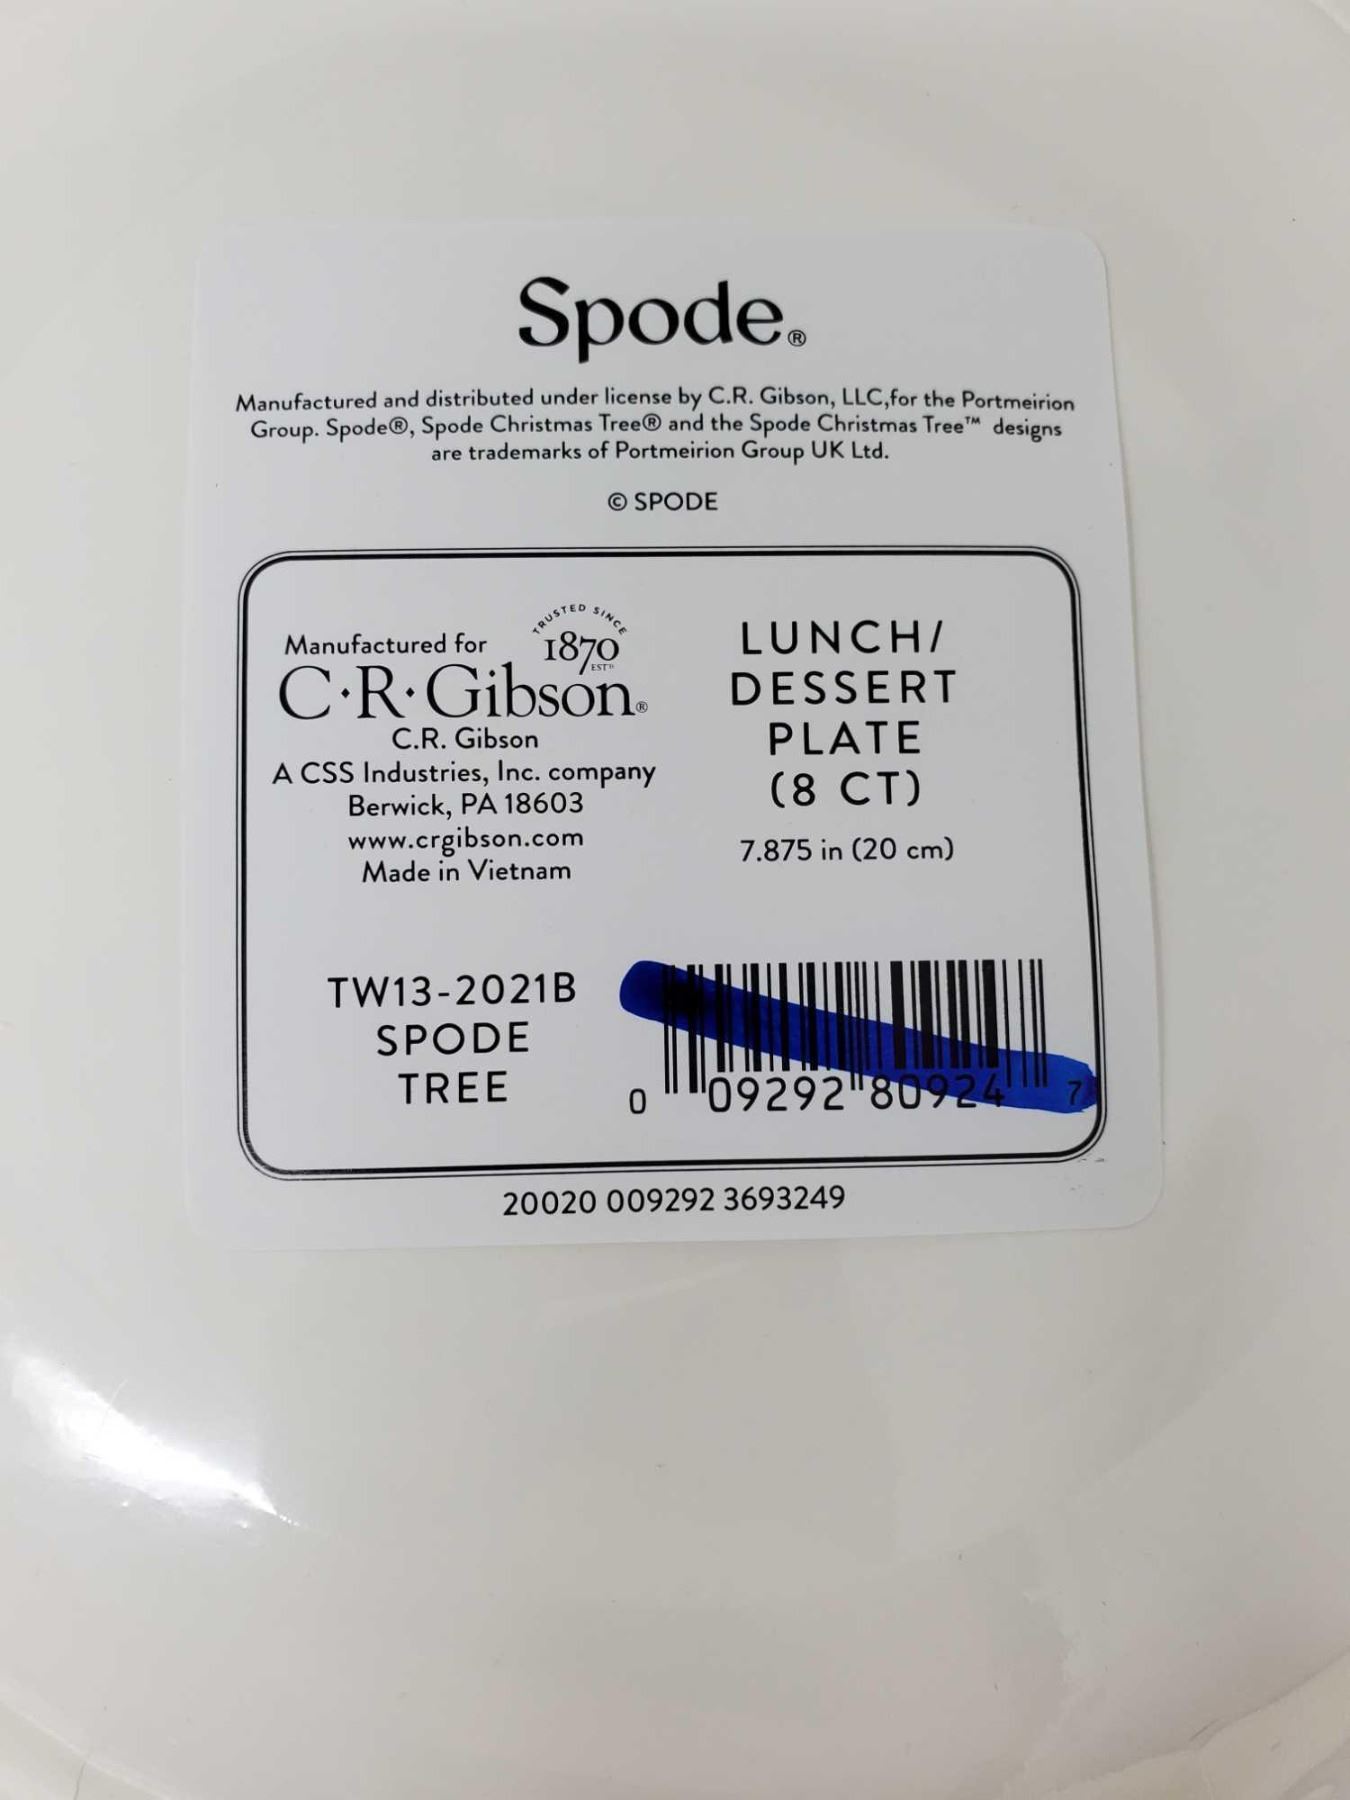 Spode®
Manufactured and distributed under license by C.R. Gibson, LLC,for the Portmeirion
Group. Spode®, Spode Christmas Tree® and the Spode Christmas Tree™ designs
are trademarks of Portmeirion Group UK Ltd.
© SPODE
TRUSTED SINCE
1870
ESTD
Manufactured for
C·R·Gibson®
C.R. Gibson
A CSS Industries, Inc. company
Berwick, PA 18603
www.crgibson.com
Made in Vietnam
LUNCH/
DESSERT
PLATE
(8 CT)
7.875 in (20 cm)
TW13-2021B
SPODE
TREE
0 09292 80924 7
20020 009292 3693249